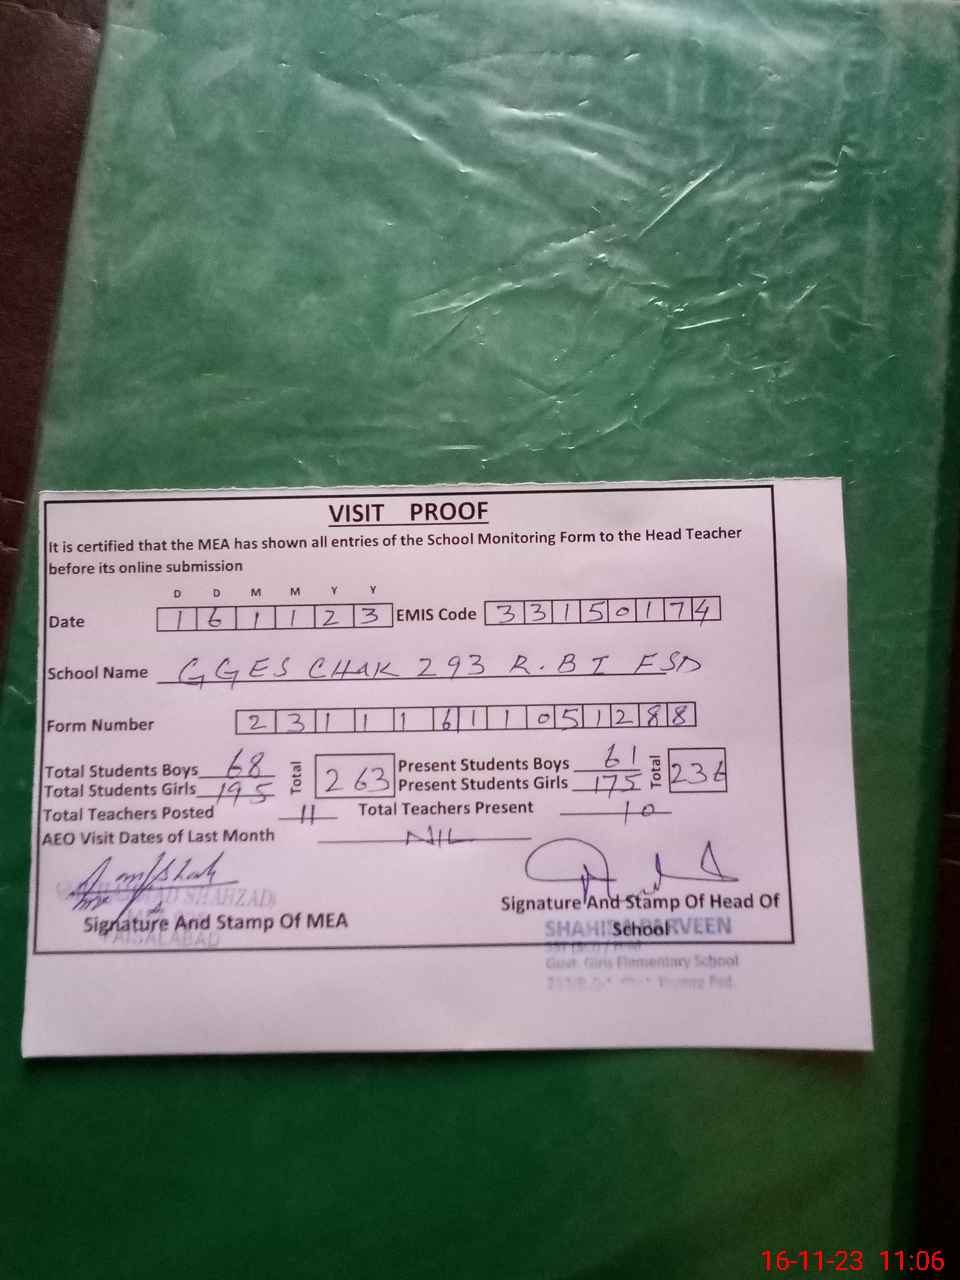 VISIT PROOF
It is certified that the MEA has shown all entries of the School Monitoring Form to the Head Teacher
before its online submission
D D M M Y Y
Date 1 6 1 1 2 3 EMIS Code 3 3 1 5 0 1 7 4
School Name GGES CHAK 293 R.B I FSD
Form Number 2 3 1 1 1 6 1 1 0 5 1 2 8 8
Total Students Boys 68 Total 263 Present Students Boys 61 Total 236
Total Students Girls 195 Present Students Girls 175
Total Teachers Posted 11 Total Teachers Present 10
AEO Visit Dates of Last Month NIL
SHAHZAD
Signature And Stamp Of MEA
FAISALABAD
Signature And Stamp Of Head Of
School
SHAHIDA PARVEEN
Govt. Girls Elementary School
16-11-23 11:06